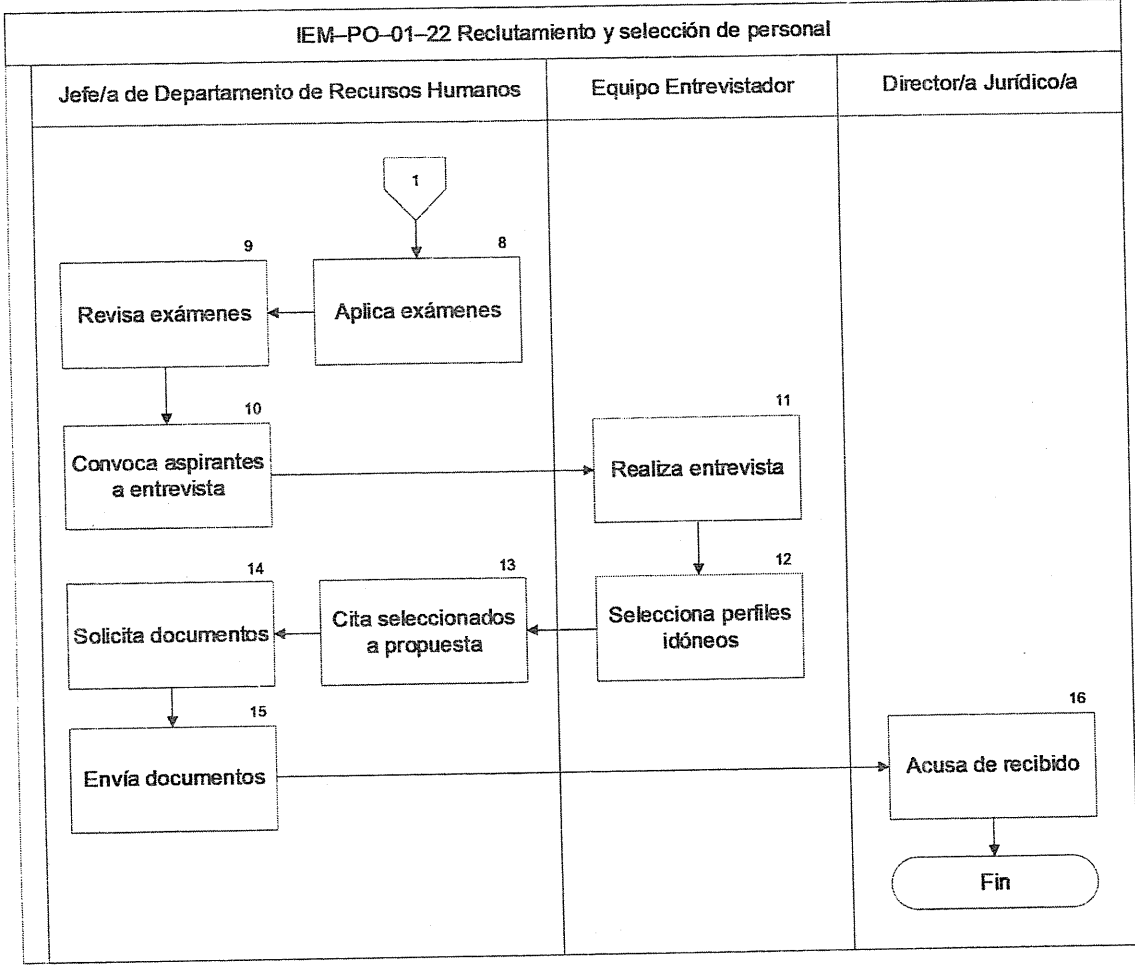 IEM–PO–01–22 Reclutamiento y selección de personal
Jefe/a de Departamento de Recursos Humanos
Equipo Entrevistador
Director/a Jurídico/a
1
8
Aplica exámenes
9
Revisa exámenes
10
Convoca aspirantes
a entrevista
11
Realiza entrevista
12
Selecciona perfiles
idóneos
13
Cita seleccionados
a propuesta
14
Solicita documentos
15
Envía documentos
16
Acusa de recibido
Fin